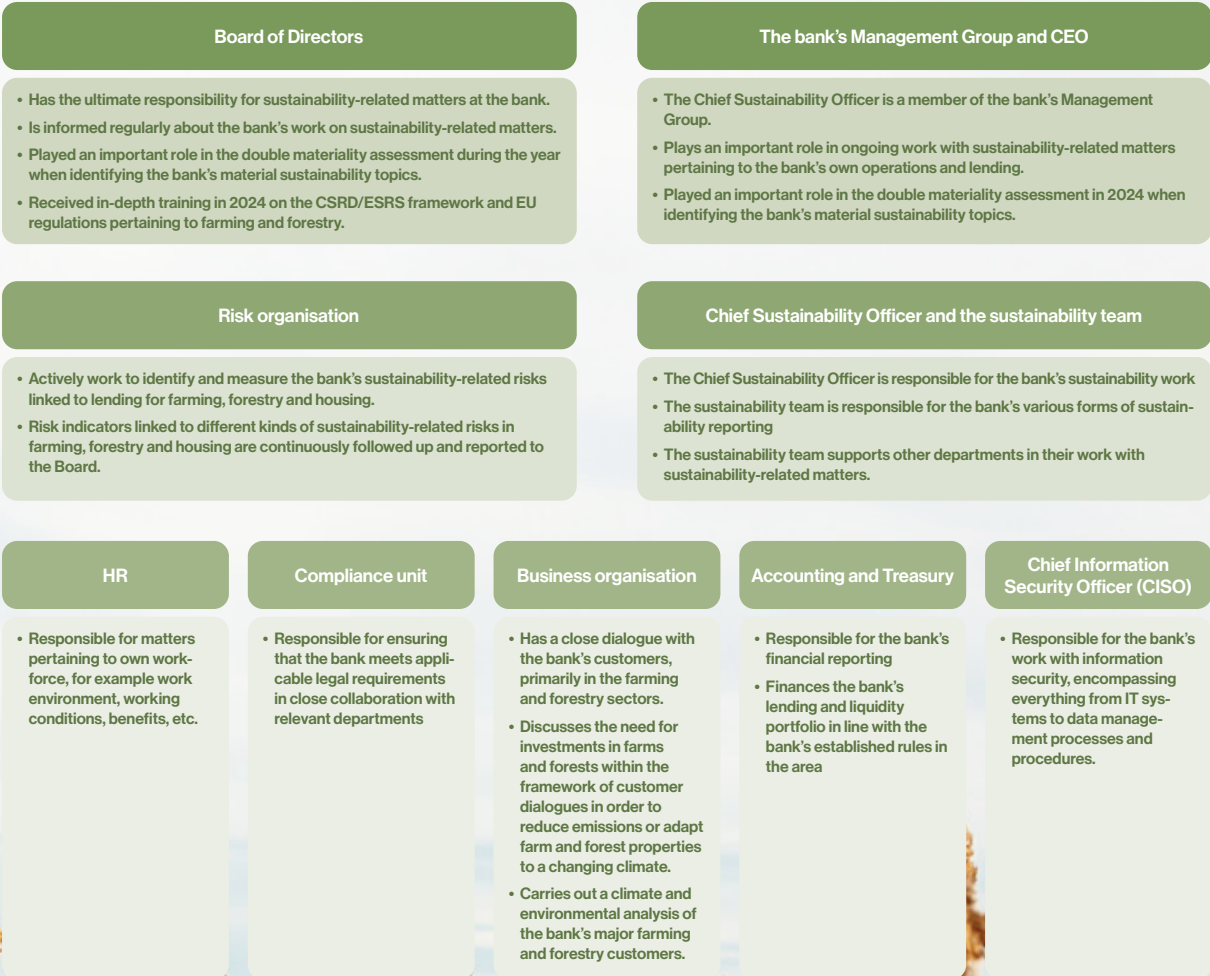 Board of Directors
• Has the ultimate responsibility for sustainability-related matters at the bank.
• Is informed regularly about the bank’s work on sustainability-related matters.
• Played an important role in the double materiality assessment during the year
when identifying the bank’s material sustainability topics.
• Received in-depth training in 2024 on the CSRD/ESRS framework and EU
regulations pertaining to farming and forestry.
The bank’s Management Group and CEO
• The Chief Sustainability Officer is a member of the bank’s Management
Group.
• Plays an important role in ongoing work with sustainability-related matters
pertaining to the bank’s own operations and lending.
• Played an important role in the double materiality assessment in 2024 when
identifying the bank’s material sustainability topics.
Risk organisation
• Actively work to identify and measure the bank’s sustainability-related risks
linked to lending for farming, forestry and housing.
• Risk indicators linked to different kinds of sustainability-related risks in
farming, forestry and housing are continuously followed up and reported to
the Board.
Chief Sustainability Officer and the sustainability team
• The Chief Sustainability Officer is responsible for the bank’s sustainability work
• The sustainability team is responsible for the bank’s various forms of sustain-
ability reporting
• The sustainability team supports other departments in their work with
sustainability-related matters.
HR
• Responsible for matters
pertaining to own work-
force, for example work
environment, working
conditions, benefits, etc.
Compliance unit
• Responsible for ensuring
that the bank meets appli-
cable legal requirements
in close collaboration with
relevant departments
Business organisation
• Has a close dialogue with
the bank’s customers,
primarily in the farming
and forestry sectors.
• Discusses the need for
investments in farms
and forests within the
framework of customer
dialogues in order to
reduce emissions or adapt
farm and forest properties
to a changing climate.
• Carries out a climate and
environmental analysis of
the bank’s major farming
and forestry customers.
Accounting and Treasury
• Responsible for the bank’s
financial reporting
• Finances the bank’s
lending and liquidity
portfolio in line with the
bank’s established rules in
the area
Chief Information
Security Officer (CISO)
• Responsible for the bank’s
work with information
security, encompassing
everything from IT sys-
tems to data manage-
ment processes and
procedures.